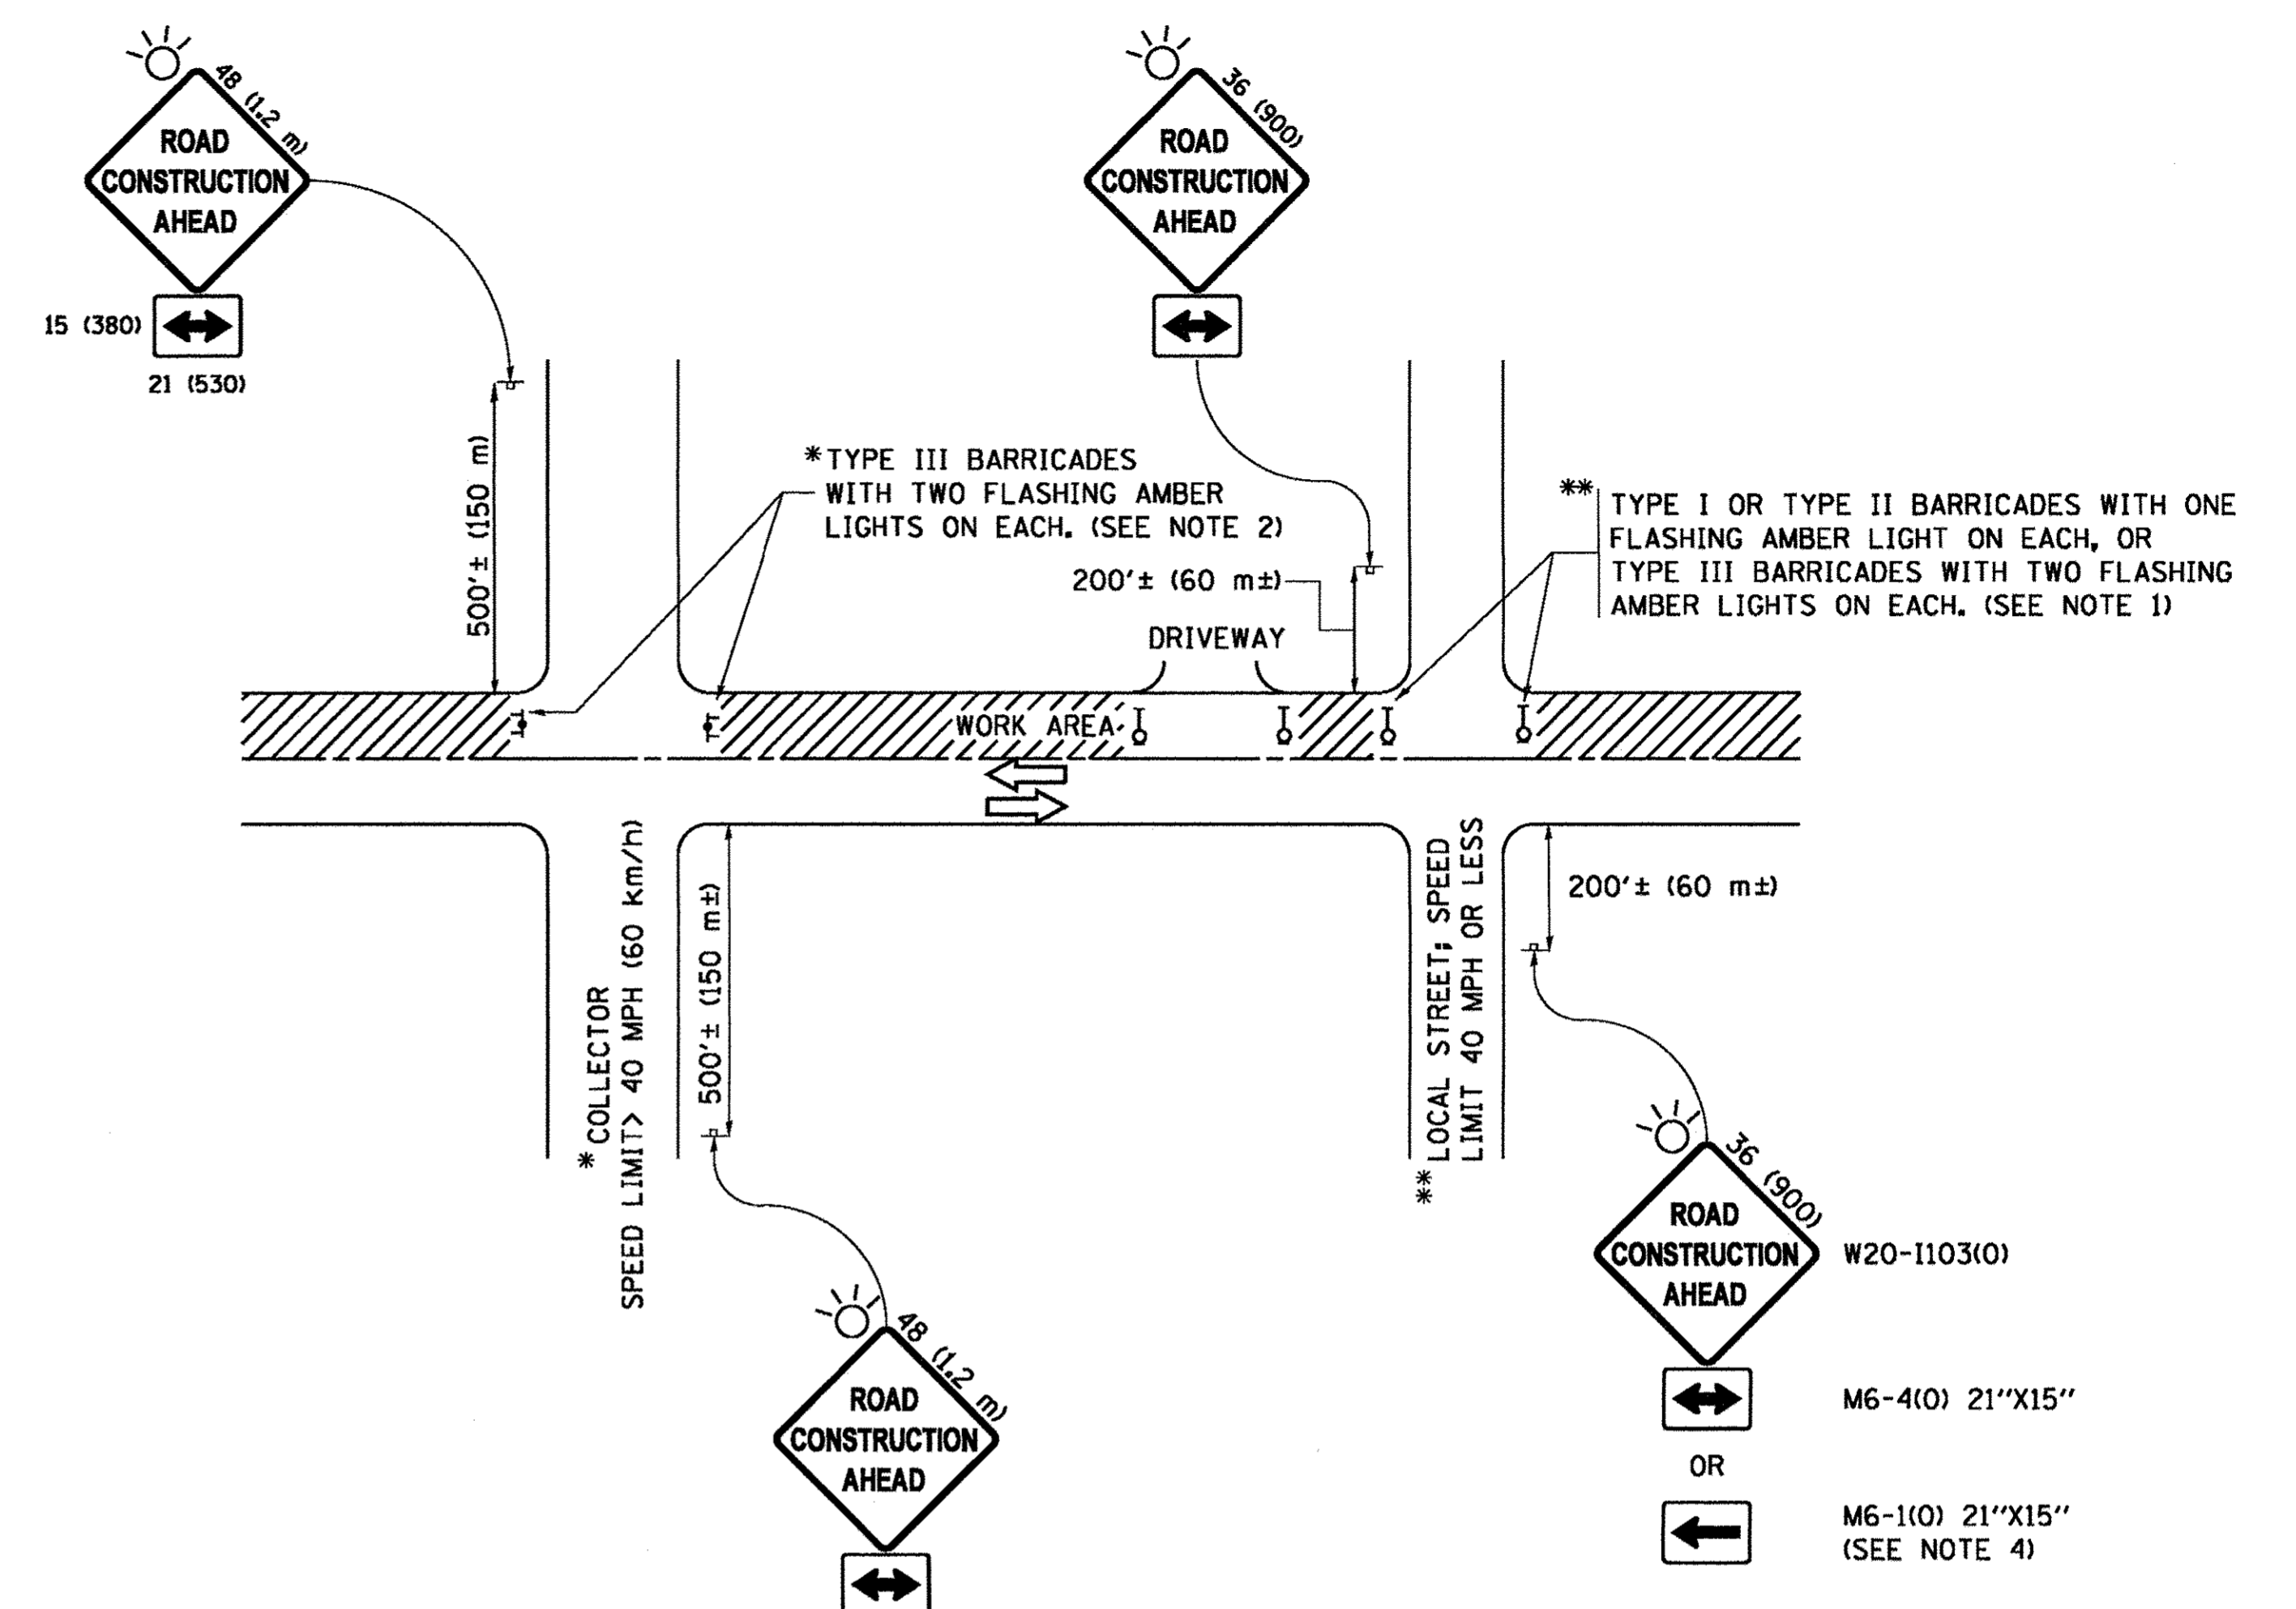 48 (1.2 m)
ROAD
CONSTRUCTION
AHEAD
15 (380)
21 (530)
36 (900)
ROAD
CONSTRUCTION
AHEAD
500'± (150 m)
*TYPE III BARRICADES
WITH TWO FLASHING AMBER
LIGHTS ON EACH. (SEE NOTE 2)
200'± (60 m±)
DRIVEWAY
** TYPE I OR TYPE II BARRICADES WITH ONE
FLASHING AMBER LIGHT ON EACH, OR
TYPE III BARRICADES WITH TWO FLASHING
AMBER LIGHTS ON EACH. (SEE NOTE 1)
WORK AREA
* COLLECTOR
SPEED LIMIT> 40 MPH (60 km/h)
500'± (150 m±)
** LOCAL STREET; SPEED
LIMIT 40 MPH OR LESS
200'± (60 m±)
48 (1.2 m)
ROAD
CONSTRUCTION
AHEAD
36 (900)
ROAD
CONSTRUCTION
AHEAD
W20-I103(O)
M6-4(O) 21"X15"
OR
M6-1(O) 21"X15"
(SEE NOTE 4)